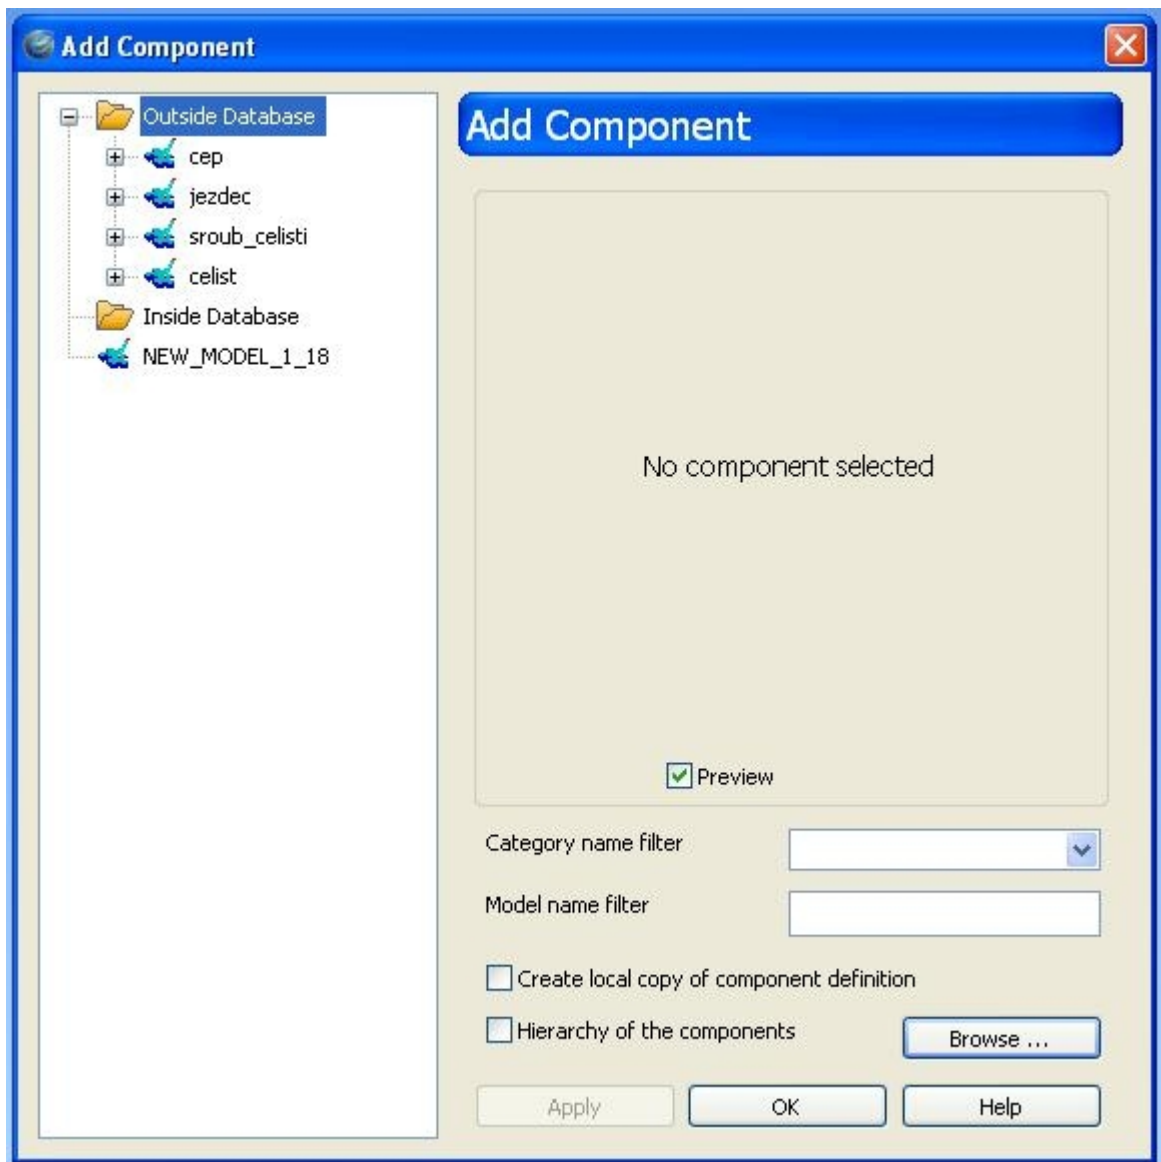 Add Component
Outside Database
cep
jezdec
sroub_celisti
celist
Inside Database
NEW_MODEL_1_18
Add Component
No component selected
Preview
Category name filter
Model name filter
Create local copy of component definition
Hierarchy of the components
Browse ...
Apply
OK
Help